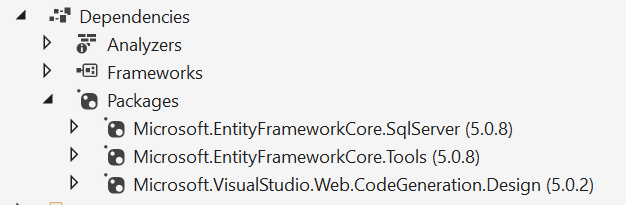 Dependencies
Analyzers
Frameworks
Packages
Microsoft.EntityFrameworkCore.SqlServer (5.0.8)
Microsoft.EntityFrameworkCore.Tools (5.0.8)
Microsoft.VisualStudio.Web.CodeGeneration.Design (5.0.2)